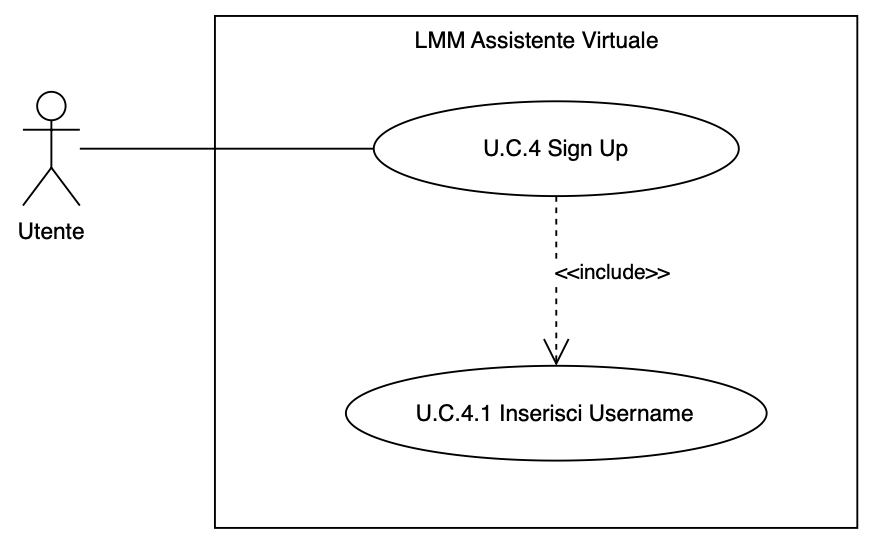 LMM Assistente Virtuale
U.C.4 Sign Up
Utente
<<include>>
U.C.4.1 Inserisci Username